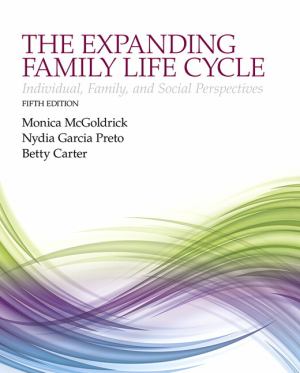 THE EXPANDING
FAMILY LIFE CYCLE
Individual, Family, and Social Perspectives
FIFTH EDITION
Monica McGoldrick
Nydia Garcia Preto
Betty Carter